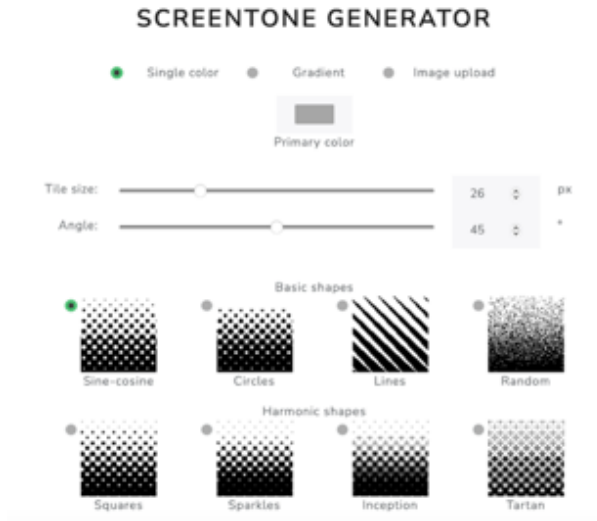 SCREENTONE GENERATOR
Single color Gradient Image upload
Primary color
Tile size: 26 px
Angle: 45 °
Basic shapes
Sine-cosine Circles Lines Random
Harmonic shapes
Squares Sparkles Inception Tartan